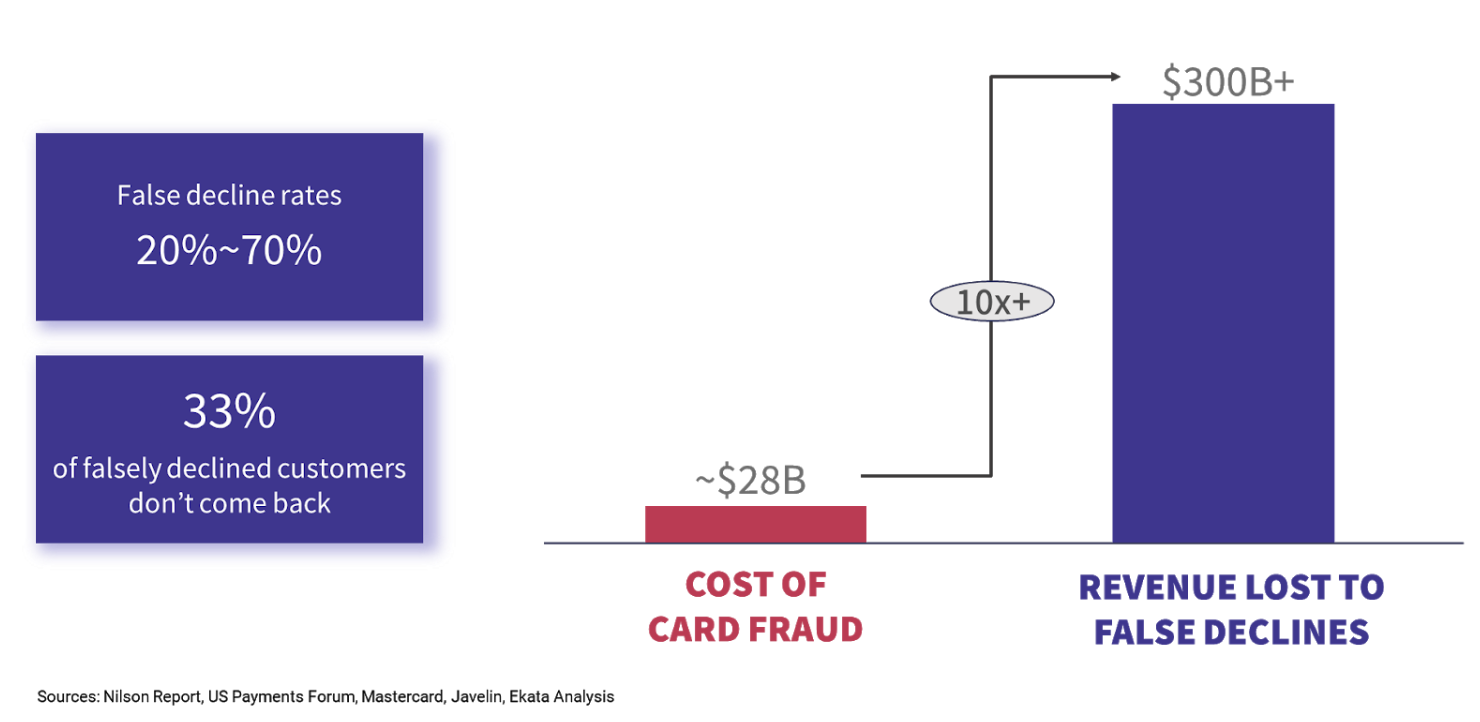 False decline rates
20%~70%
33%
of falsely declined customers
don’t come back
$300B+
10x+
~$28B
COST OF
CARD FRAUD
REVENUE LOST TO
FALSE DECLINES
Sources: Nilson Report, US Payments Forum, Mastercard, Javelin, Ekata Analysis